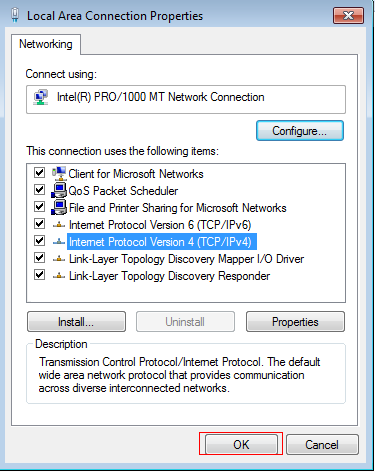 Local Area Connection Properties
Networking
Connect using:
Intel(R) PRO/1000 MT Network Connection
Configure...
This connection uses the following items:
Client for Microsoft Networks
QoS Packet Scheduler
File and Printer Sharing for Microsoft Networks
Internet Protocol Version 6 (TCP/IPv6)
Internet Protocol Version 4 (TCP/IPv4)
Link-Layer Topology Discovery Mapper I/O Driver
Link-Layer Topology Discovery Responder
Install... Uninstall Properties
Description
Transmission Control Protocol/Internet Protocol. The default
wide area network protocol that provides communication
across diverse interconnected networks.
OK Cancel